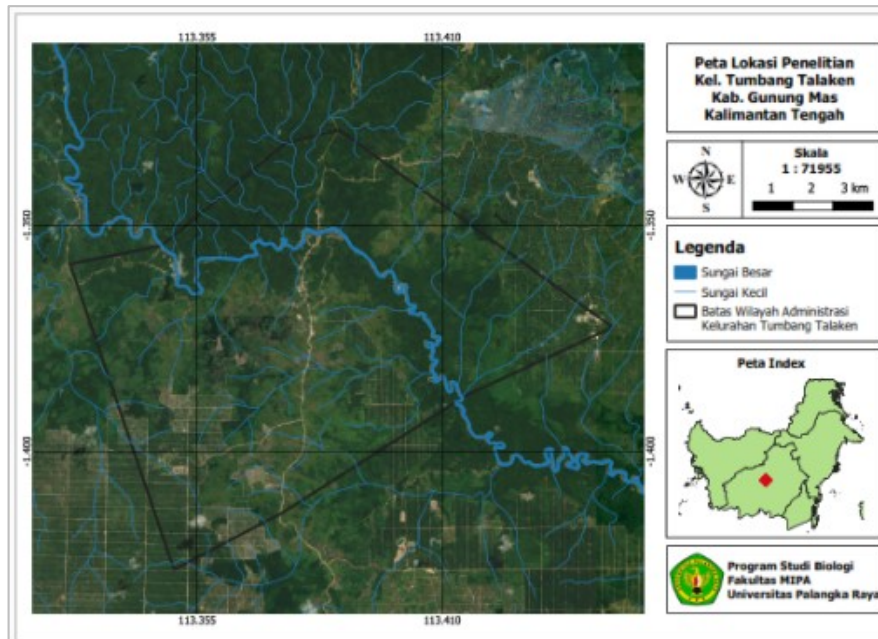 113.355
113.410
Peta Lokasi Penelitian
Kel. Tumbang Talaken
Kab. Gunung Mas
Kalimantan Tengah
N
W E
S
Skala
1 : 71955
1 2 3 km
-1.350
-1.350
Legenda
Sungai Besar
Sungai Kecil
Batas Wilayah Administrasi
Kelurahan Tumbang Talaken
Peta Index
-1.400
-1.400
Program Studi Biologi
Fakultas MIPA
Universitas Palangka Raya
113.355
113.410